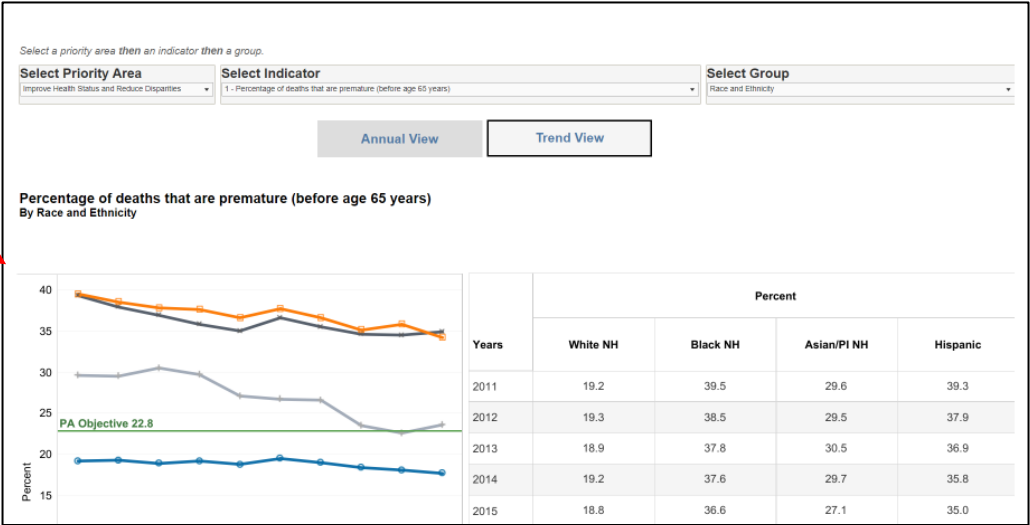 Select a priority area then an indicator then a group.
Select Priority Area
Select Indicator
Select Group
Improve Health Status and Reduce Disparities
1 - Percentage of deaths that are premature (before age 65 years)
Race and Ethnicity
Annual View
Trend View
Percentage of deaths that are premature (before age 65 years)
By Race and Ethnicity
40
35
30
25
20
15
Percent
PA Objective 22.8
Percent
Years White NH Black NH Asian/PI NH Hispanic
2011 19.2 39.5 29.6 39.3
2012 19.3 38.5 29.5 37.9
2013 18.9 37.8 30.5 36.9
2014 19.2 37.6 29.7 35.8
2015 18.8 36.6 27.1 35.0